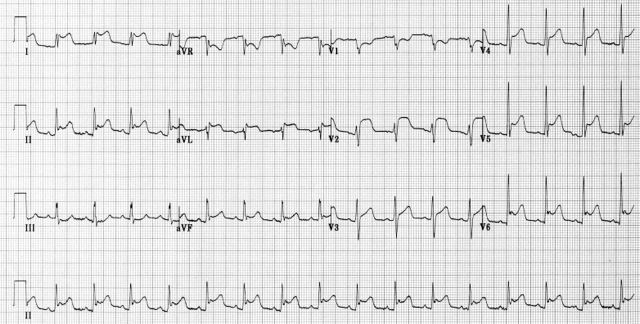 I aVR V1 V4
II aVL V2 V5
III aVF V3 V6
II